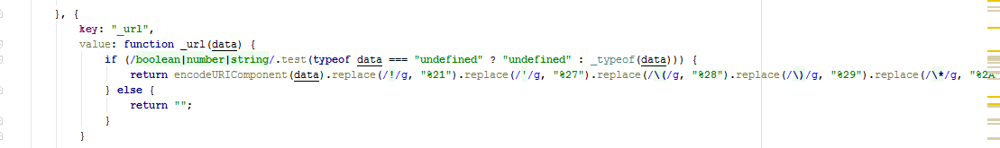 }, {
key: "_url",
value: function _url(data) {
if (/boolean|number|string/.test(typeof data === "undefined" ? "undefined" : _typeof(data))) {
return encodeURIComponent(data).replace(/!/g, "%21").replace(/'/g, "%27").replace(/\(/g, "%28").replace(/\)/g, "%29").replace(/\*/g, "%2A"
} else {
return "";
}
}